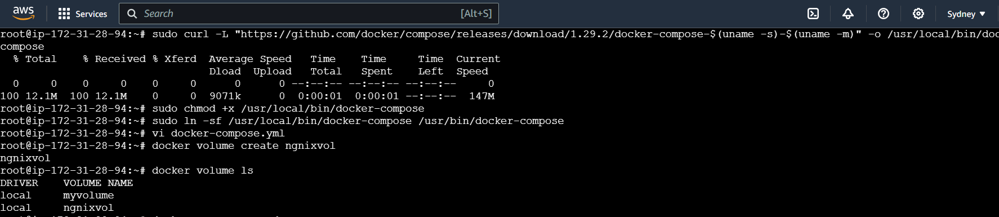 aws
Services
Search
[Alt+S]
Sydney
root@ip-172-31-28-94:~# sudo curl -L "https://github.com/docker/compose/releases/download/1.29.2/docker-compose-$(uname -s)-$(uname -m)" -o /usr/local/bin/doc
compose
% Total % Received % Xferd Average Speed Time Time Time Current
Dload Upload Total Spent Left Speed
0 0 0 0 0 0 0 0 --:--:-- --:--:-- --:--:-- 0
100 12.1M 100 12.1M 0 0 9071k 0 0:00:01 0:00:01 --:--:-- 147M
root@ip-172-31-28-94:~# sudo chmod +x /usr/local/bin/docker-compose
root@ip-172-31-28-94:~# sudo ln -sf /usr/local/bin/docker-compose /usr/bin/docker-compose
root@ip-172-31-28-94:~# vi docker-compose.yml
root@ip-172-31-28-94:~# docker volume create ngnixvol
ngnixvol
root@ip-172-31-28-94:~# docker volume ls
DRIVER VOLUME NAME
local myvolume
local ngnixvol